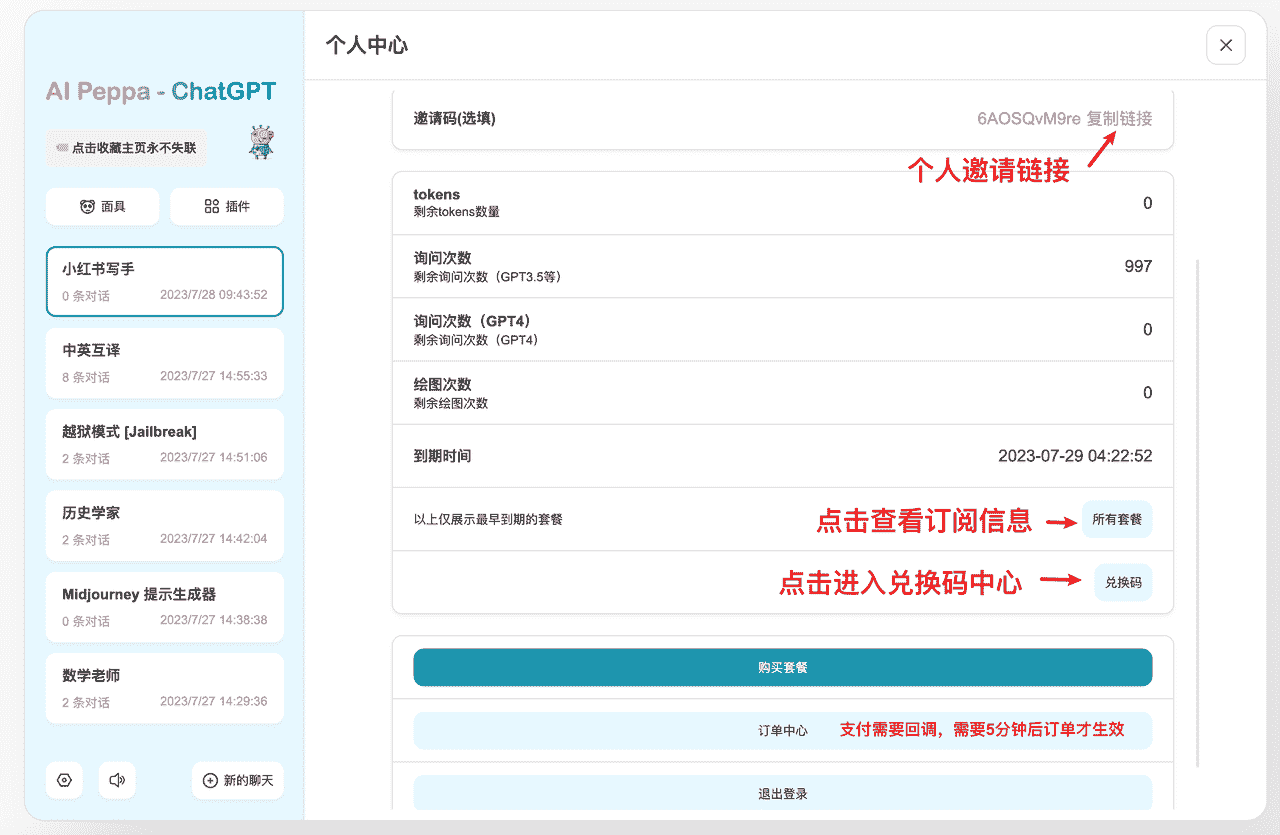 AI Peppa - ChatGPT
点击收藏主页永不失联
面具
插件
小红书写手
0 条对话 2023/7/28 09:43:52
中英互译
8 条对话 2023/7/27 14:55:33
越狱模式 [Jailbreak]
2 条对话 2023/7/27 14:51:06
历史学家
2 条对话 2023/7/27 14:42:04
Midjourney 提示生成器
0 条对话 2023/7/27 14:38:38
数学老师
2 条对话 2023/7/27 14:29:36
新的聊天
个人中心
邀请码(选填) 6AOSQvM9re 复制链接
个人邀请链接
tokens
剩余tokens数量
0
询问次数
剩余询问次数（GPT3.5等）
997
询问次数（GPT4）
剩余询问次数（GPT4）
0
绘图次数
剩余绘图次数
0
到期时间 2023-07-29 04:22:52
以上仅展示最早到期的套餐 点击查看订阅信息 所有套餐
点击进入兑换码中心 兑换码
购买套餐
订单中心 支付需要回调，需要5分钟后订单才生效
退出登录